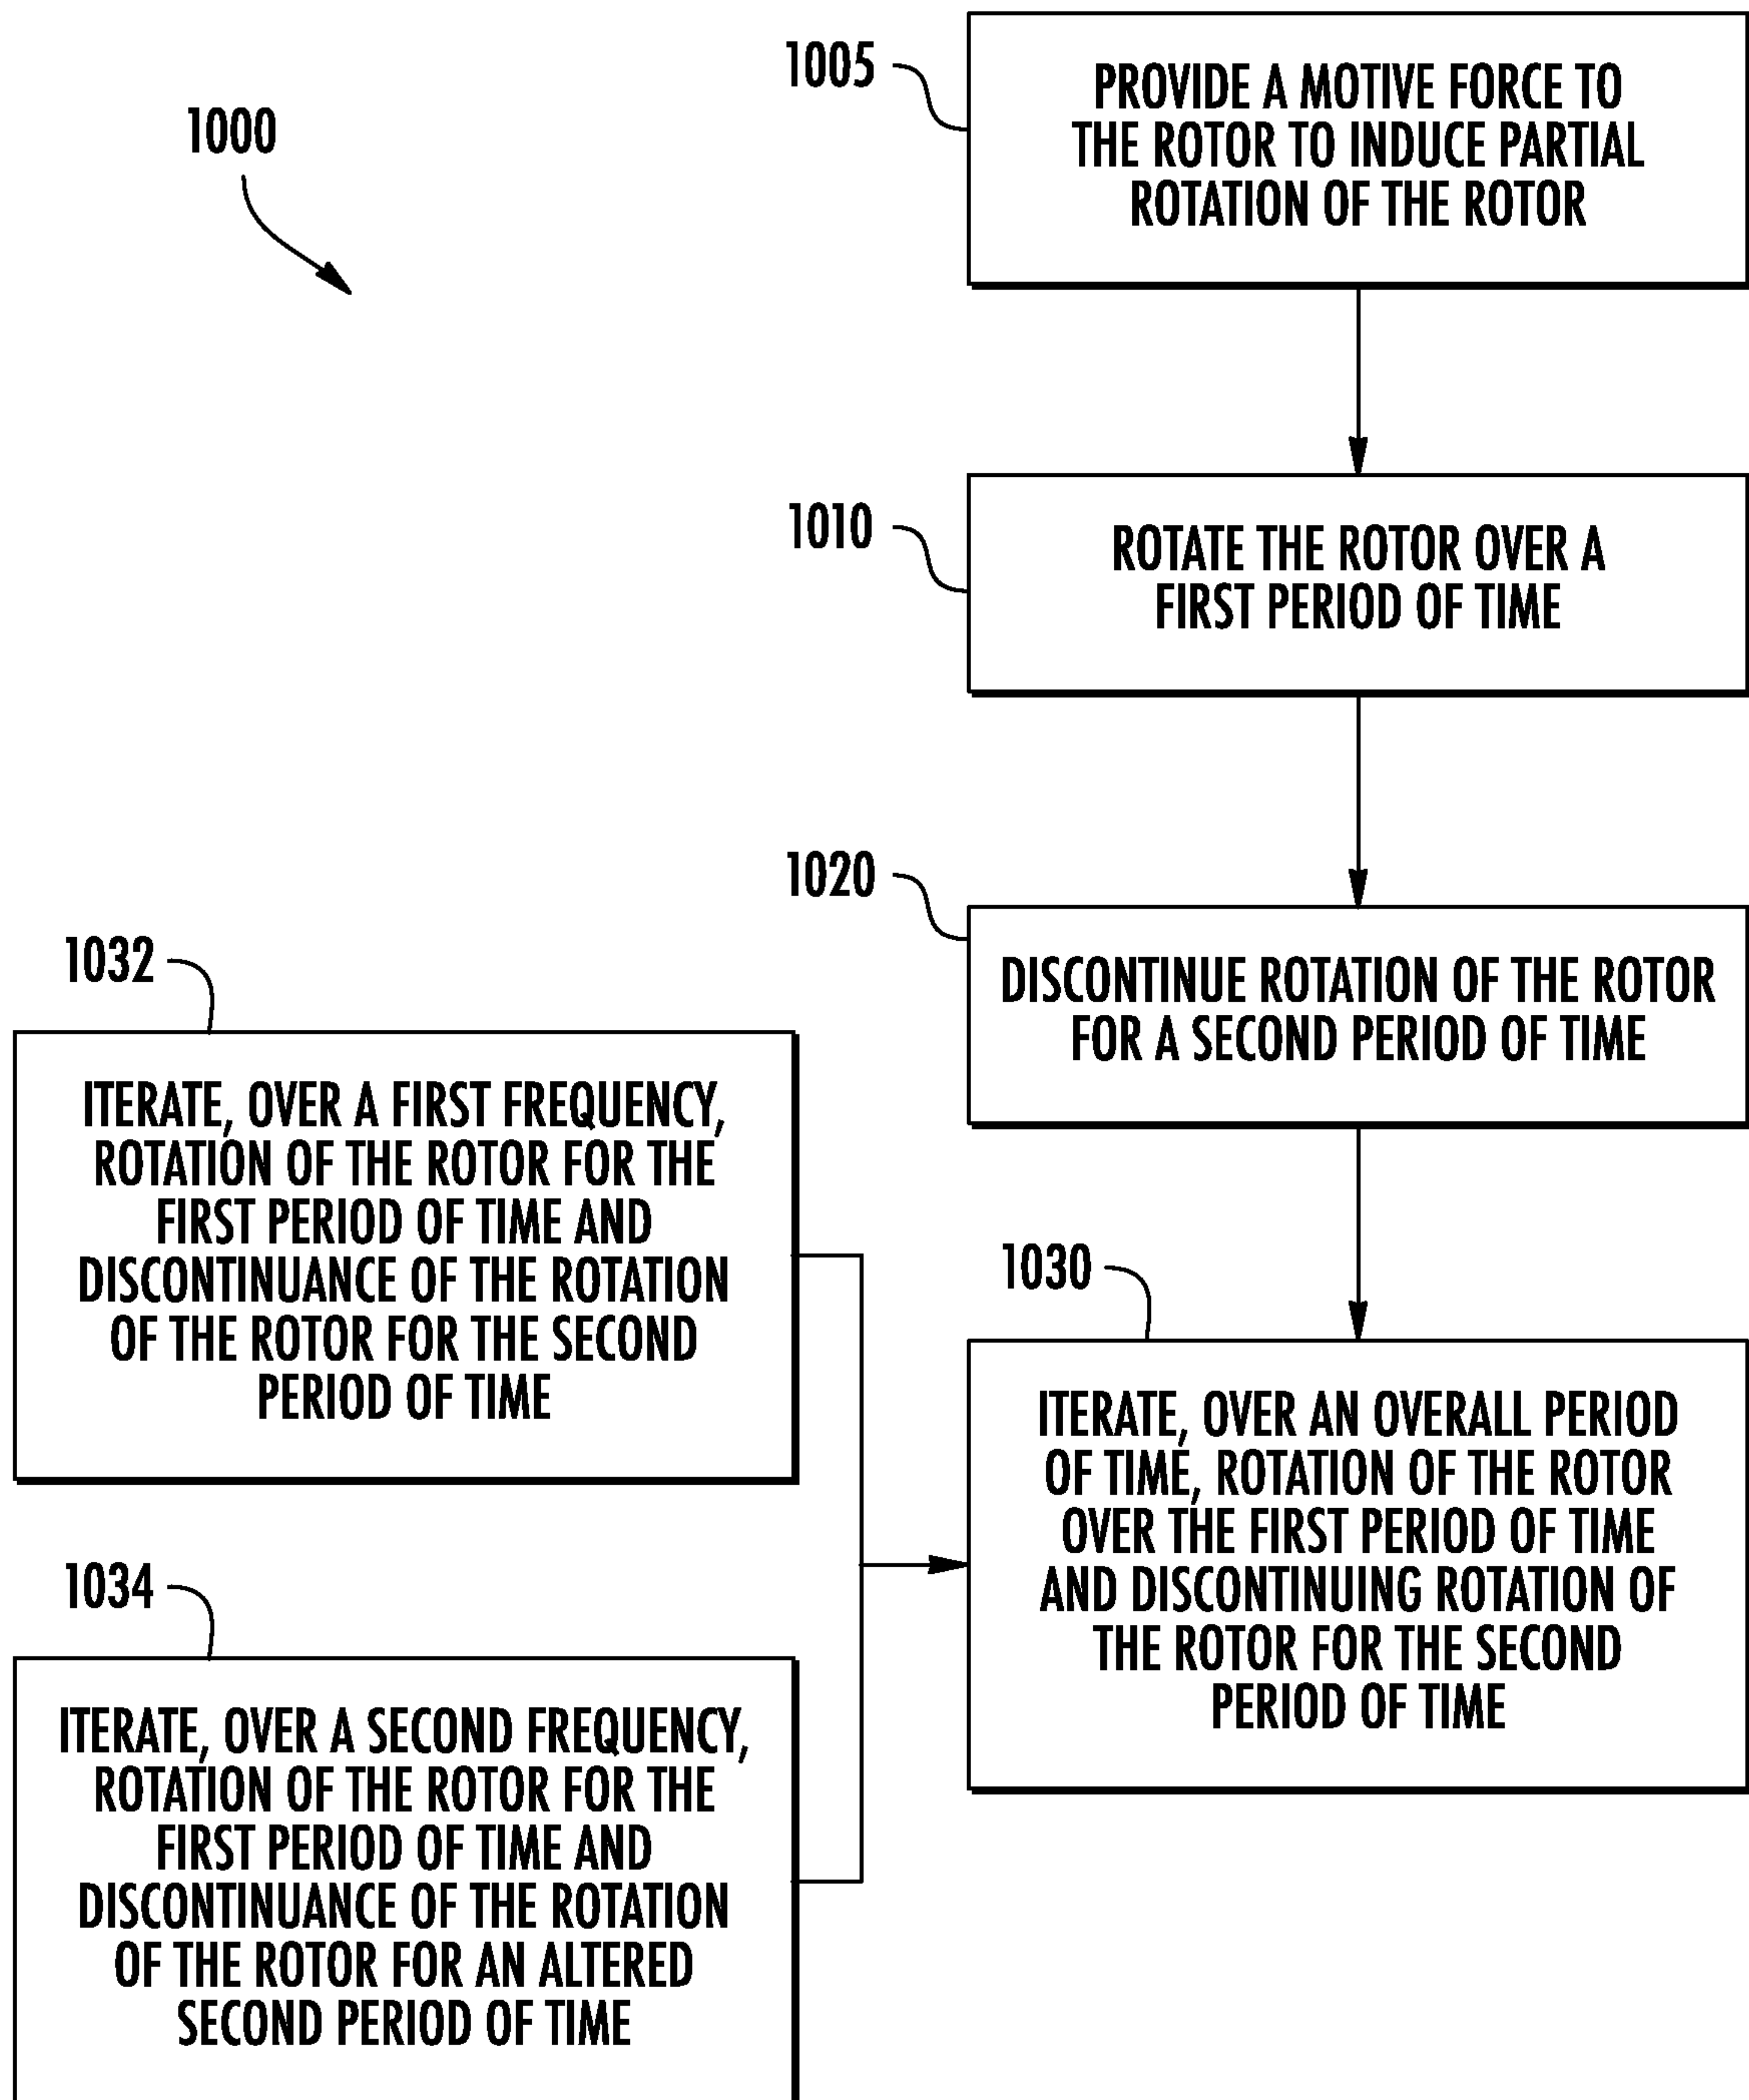 1000
1005
PROVIDE A MOTIVE FORCE TO
THE ROTOR TO INDUCE PARTIAL
ROTATION OF THE ROTOR
1010
ROTATE THE ROTOR OVER A
FIRST PERIOD OF TIME
1020
DISCONTINUE ROTATION OF THE ROTOR
FOR A SECOND PERIOD OF TIME
1032
ITERATE, OVER A FIRST FREQUENCY,
ROTATION OF THE ROTOR FOR THE
FIRST PERIOD OF TIME AND
DISCONTINUANCE OF THE ROTATION
OF THE ROTOR FOR THE SECOND
PERIOD OF TIME
1030
ITERATE, OVER AN OVERALL PERIOD
OF TIME, ROTATION OF THE ROTOR
OVER THE FIRST PERIOD OF TIME
AND DISCONTINUING ROTATION OF
THE ROTOR FOR THE SECOND
PERIOD OF TIME
1034
ITERATE, OVER A SECOND FREQUENCY,
ROTATION OF THE ROTOR FOR THE
FIRST PERIOD OF TIME AND
DISCONTINUANCE OF THE ROTATION
OF THE ROTOR FOR AN ALTERED
SECOND PERIOD OF TIME